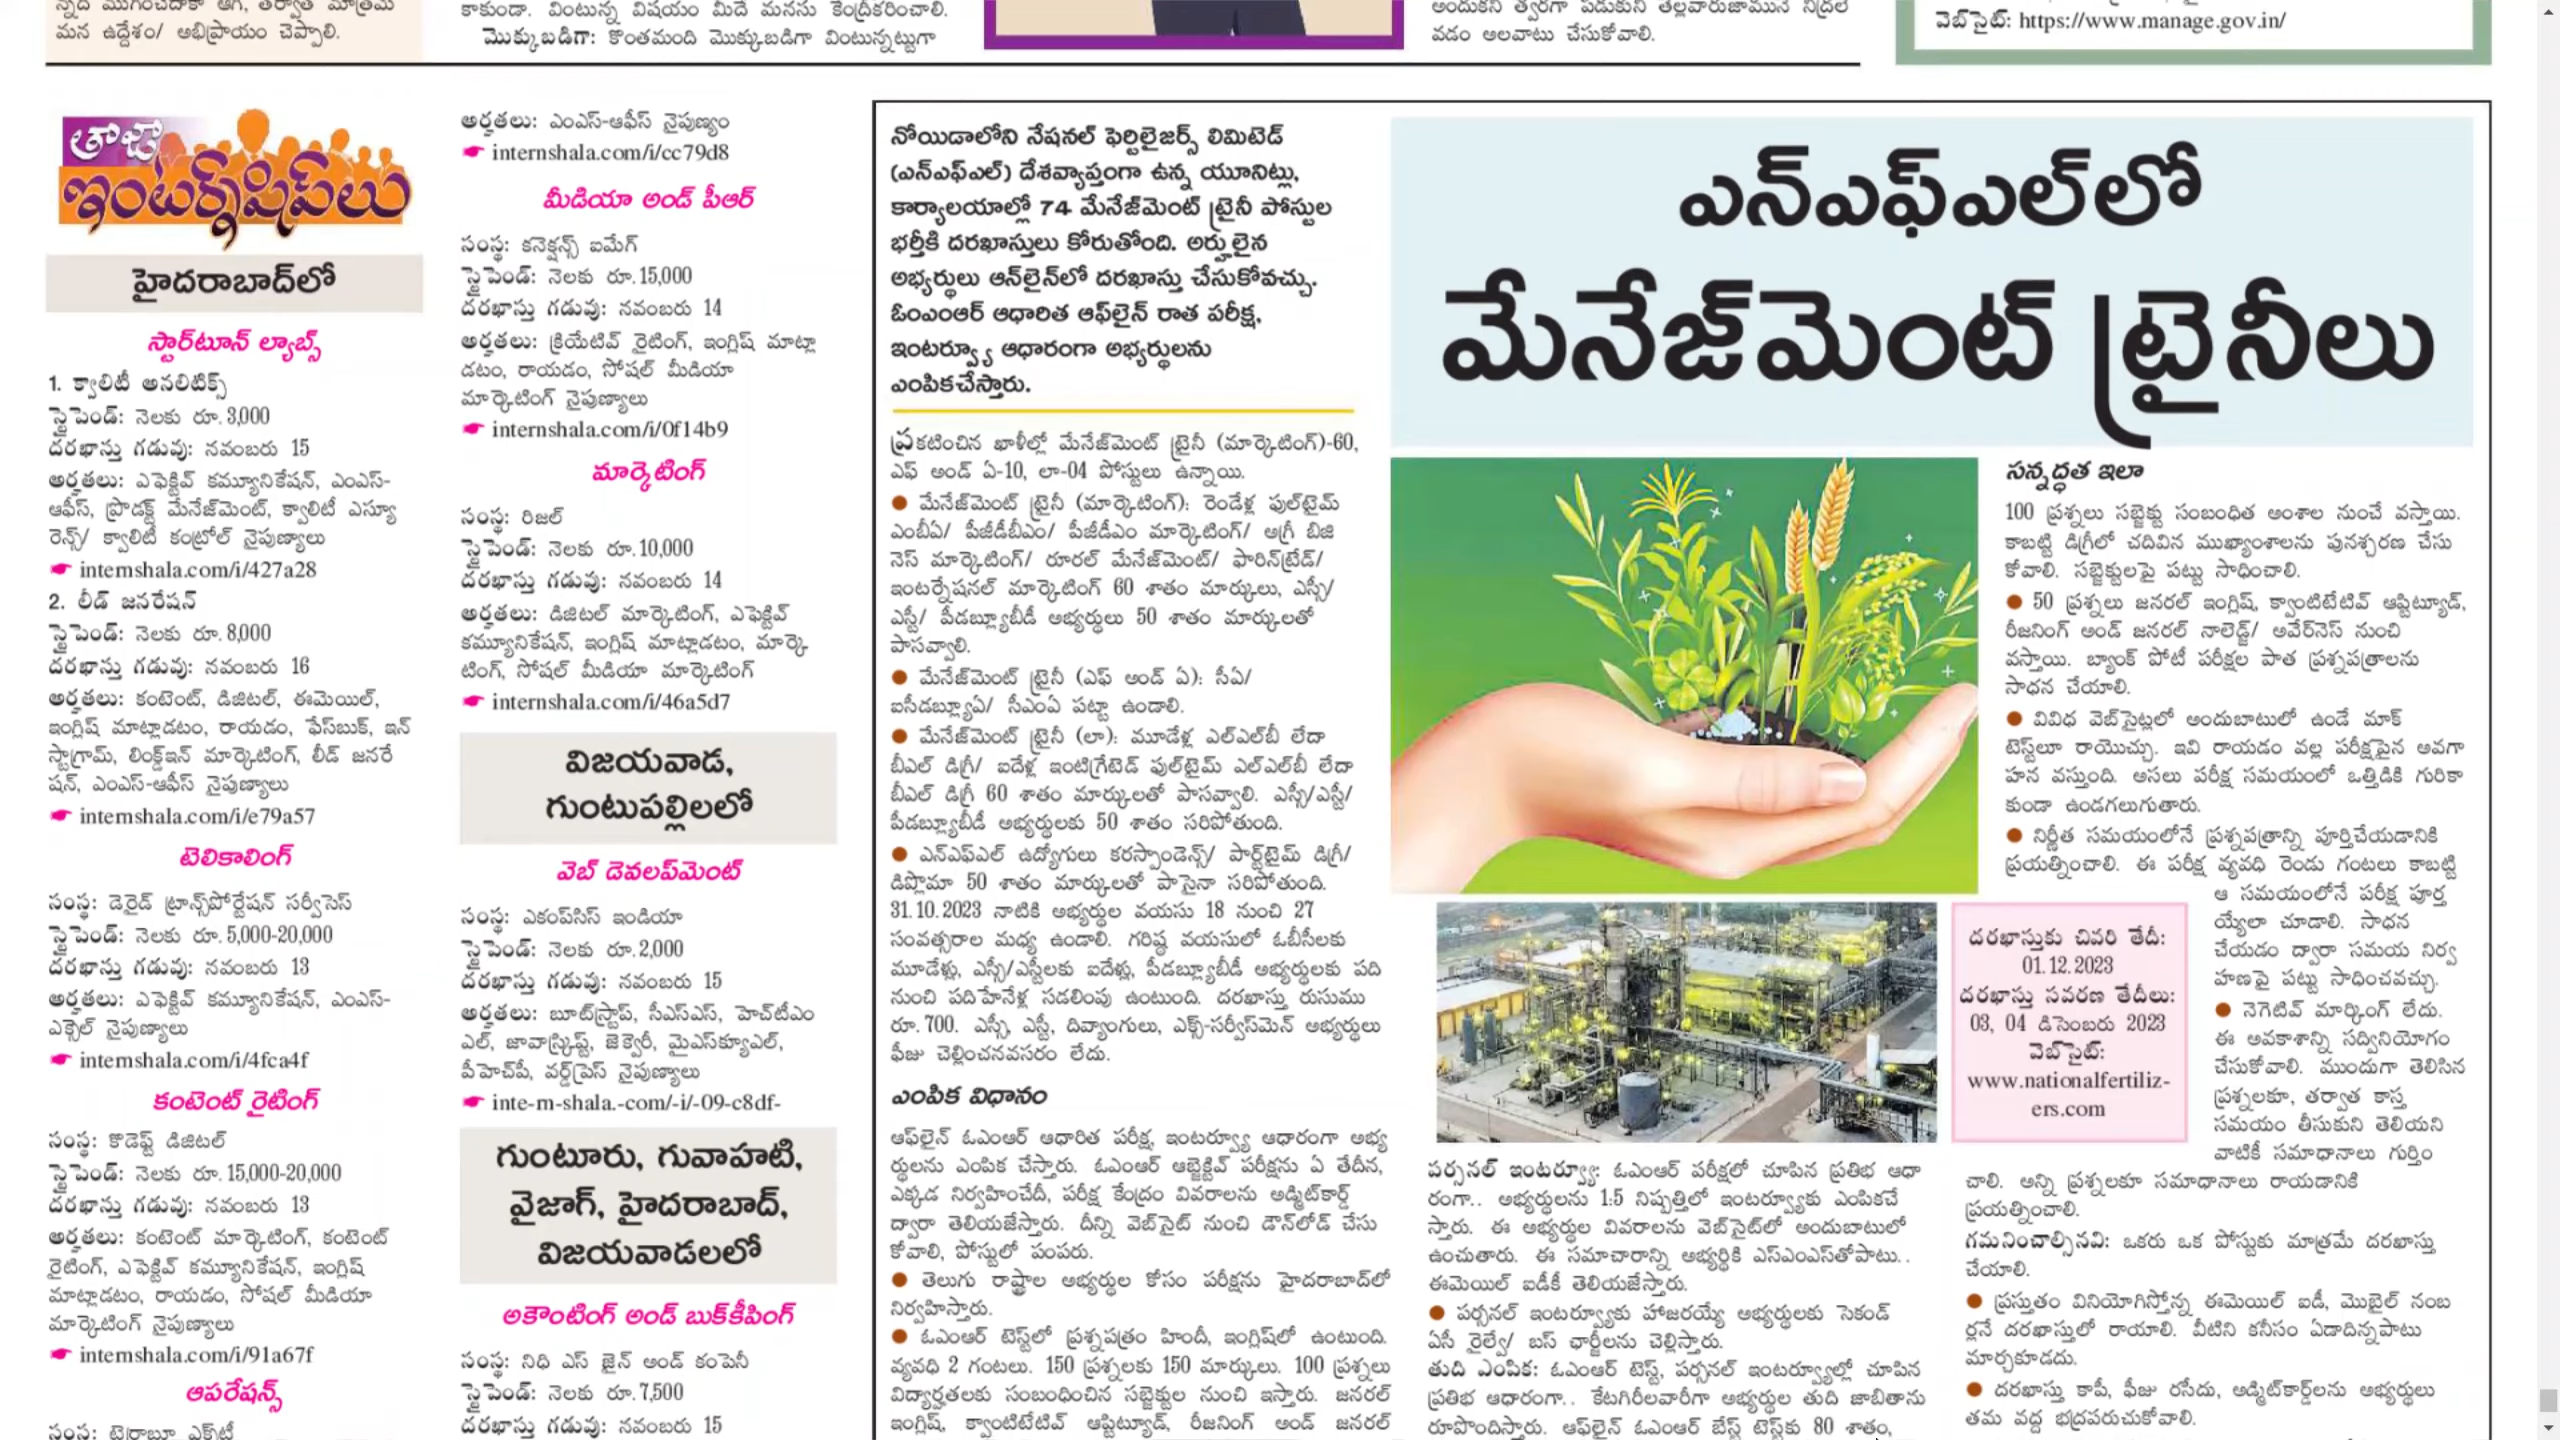 మన ఉద్దేశం/ అభిప్రాయం చెప్పాలి.
కాకుండా. వింటున్న విషయం మీదే మనసు కేంద్రీకరించాలి.
మొక్కుబడిగా: కొంతమంది మొక్కుబడిగా వింటున్నట్టుగా
అందుకని త్వరగా పడుకుని తెల్లవారుజామునే నిద్రలే
వడం అలవాటు చేసుకోవాలి.
వెబ్‌సైట్: https://www.manage.gov.in/
తాజా
ఇంటర్న్‌షిప్‌లు
హైదరాబాద్‌లో
స్టార్‌టూన్ ల్యాబ్స్
1. క్వాలిటీ అనలిటిక్స్
స్టైపెండ్: నెలకు రూ.3,000
దరఖాస్తు గడువు: నవంబరు 15
అర్హతలు: ఎఫెక్టివ్ కమ్యూనికేషన్, ఎంఎస్-
ఆఫీస్, ప్రొడక్ట్ మేనేజ్‌మెంట్, క్వాలిటీ ఎస్యూ
రెన్స్/ క్వాలిటీ కంట్రోల్ నైపుణ్యాలు
internshala.com/i/427a28
2. లీడ్ జనరేషన్
స్టైపెండ్: నెలకు రూ.8,000
దరఖాస్తు గడువు: నవంబరు 16
అర్హతలు: కంటెంట్, డిజిటల్, ఈమెయిల్,
ఇంగ్లిష్ మాట్లాడటం, రాయడం, ఫేస్‌బుక్, ఇన్
స్టాగ్రామ్, లింక్డ్ఇన్ మార్కెటింగ్, లీడ్ జనరే
షన్, ఎంఎస్-ఆఫీస్ నైపుణ్యాలు
internshala.com/i/e79a57
టెలికాలింగ్
సంస్థ: డెరైడ్ ట్రాన్స్‌పోర్టేషన్ సర్వీసెస్
స్టైపెండ్: నెలకు రూ.5,000-20,000
దరఖాస్తు గడువు: నవంబరు 13
అర్హతలు: ఎఫెక్టివ్ కమ్యూనికేషన్, ఎంఎస్-
ఎక్సెల్ నైపుణ్యాలు
internshala.com/i/4fca4f
కంటెంట్ రైటింగ్
సంస్థ: కొడెప్ట్ డిజిటల్
స్టైపెండ్: నెలకు రూ.15,000-20,000
దరఖాస్తు గడువు: నవంబరు 13
అర్హతలు: కంటెంట్ మార్కెటింగ్, కంటెంట్
రైటింగ్, ఎఫెక్టివ్ కమ్యూనికేషన్, ఇంగ్లిష్
మాట్లాడటం, రాయడం, సోషల్ మీడియా
మార్కెటింగ్ నైపుణ్యాలు
internshala.com/i/91a67f
ఆపరేషన్స్
అర్హతలు: ఎంఎస్-ఆఫీస్ నైపుణ్యం
internshala.com/i/cc79d8
మీడియా అండ్ పీఆర్
సంస్థ: కనెక్షన్స్ ఐమేగ్
స్టైపెండ్: నెలకు రూ.15,000
దరఖాస్తు గడువు: నవంబరు 14
అర్హతలు: క్రియేటివ్ రైటింగ్, ఇంగ్లిష్ మాట్లా
డటం, రాయడం, సోషల్ మీడియా
మార్కెటింగ్ నైపుణ్యాలు
internshala.com/i/0f14b9
మార్కెటింగ్
సంస్థ: రిజల్
స్టైపెండ్: నెలకు రూ.10,000
దరఖాస్తు గడువు: నవంబరు 14
అర్హతలు: డిజిటల్ మార్కెటింగ్, ఎఫెక్టివ్
కమ్యూనికేషన్, ఇంగ్లిష్ మాట్లాడటం, మార్కె
టింగ్, సోషల్ మీడియా మార్కెటింగ్
internshala.com/i/46a5d7
విజయవాడ,
గుంటుపల్లిలలో
వెబ్ డెవలప్‌మెంట్
సంస్థ: ఎకంప్‌సిస్ ఇండియా
స్టైపెండ్: నెలకు రూ.2,000
దరఖాస్తు గడువు: నవంబరు 15
అర్హతలు: బూట్‌స్ట్రాప్, సీఎస్ఎస్, హెచ్‌టీఎం
ఎల్, జావాస్క్రిప్ట్, జెక్వెరీ, మైఎస్‌క్యూఎల్,
పీహెచ్‌పీ, వర్డ్‌ప్రెస్ నైపుణ్యాలు
inte-rn-shala.-com/-i/-09-c8df-
గుంటూరు, గువాహటి,
వైజాగ్, హైదరాబాద్,
విజయవాడలలో
అకౌంటింగ్ అండ్ బుక్‌కీపింగ్
సంస్థ: నిధి ఎస్ జైన్ అండ్ కంపెనీ
స్టైపెండ్: నెలకు రూ.7,500
దరఖాస్తు గడువు: నవంబరు 15
నోయిడాలోని నేషనల్ ఫెర్టిలైజర్స్ లిమిటెడ్
(ఎన్ఎఫ్ఎల్) దేశవ్యాప్తంగా ఉన్న యూనిట్లు,
కార్యాలయాల్లో 74 మేనేజ్‌మెంట్ ట్రైనీ పోస్టుల
భర్తీకి దరఖాస్తులు కోరుతోంది. అర్హులైన
అభ్యర్థులు ఆన్‌లైన్‌లో దరఖాస్తు చేసుకోవచ్చు.
ఓంఎంఆర్ ఆధారిత ఆఫ్‌లైన్ రాత పరీక్ష,
ఇంటర్వ్యూ ఆధారంగా అభ్యర్థులను
ఎంపికచేస్తారు.
ఎన్ఎఫ్ఎల్‌లో
మేనేజ్‌మెంట్ ట్రైనీలు
ప్రకటించిన ఖాళీల్లో మేనేజ్‌మెంట్ ట్రైనీ (మార్కెటింగ్)-60,
ఎఫ్ అండ్ ఏ-10, లా-04 పోస్టులు ఉన్నాయి.
● మేనేజ్‌మెంట్ ట్రైనీ (మార్కెటింగ్): రెండేళ్ల ఫుల్‌టైమ్
ఎంబీఏ/ పీజీడీబీఎం/ పీజీడీఎం మార్కెటింగ్/ అగ్రీ బిజి
నెస్ మార్కెటింగ్/ రూరల్ మేనేజ్‌మెంట్/ ఫారిన్‌ట్రేడ్/
ఇంటర్నేషనల్ మార్కెటింగ్ 60 శాతం మార్కులు, ఎస్సీ/
ఎస్టీ/ పీడబ్ల్యూబీడీ అభ్యర్థులు 50 శాతం మార్కులతో
పాసవ్వాలి.
● మేనేజ్‌మెంట్ ట్రైనీ (ఎఫ్ అండ్ ఏ): సీఏ/
ఐసీడబ్ల్యూఏ/ సీఎంఏ పట్టా ఉండాలి.
● మేనేజ్‌మెంట్ ట్రైనీ (లా): మూడేళ్ల ఎల్ఎల్‌బీ లేదా
బీఎల్ డిగ్రీ/ ఐదేళ్ల ఇంటిగ్రేటెడ్ ఫుల్‌టైమ్ ఎల్ఎల్‌బీ లేదా
బీఎల్ డిగ్రీ 60 శాతం మార్కులతో పాసవ్వాలి. ఎస్సీ/ఎస్టీ/
పీడబ్ల్యూబీడీ అభ్యర్థులకు 50 శాతం సరిపోతుంది.
● ఎన్ఎఫ్ఎల్ ఉద్యోగులు కరస్పాండెన్స్/ పార్ట్‌టైమ్ డిగ్రీ/
డిప్లొమా 50 శాతం మార్కులతో పాసైనా సరిపోతుంది.
31.10.2023 నాటికి అభ్యర్థుల వయసు 18 నుంచి 27
సంవత్సరాల మధ్య ఉండాలి. గరిష్ఠ వయసులో ఓబీసీలకు
మూడేళ్లు, ఎస్సీ/ఎస్టీలకు ఐదేళ్లు, పీడబ్ల్యూబీడీ అభ్యర్థులకు పది
నుంచి పదిహేనేళ్ల సడలింపు ఉంటుంది. దరఖాస్తు రుసుము
రూ.700. ఎస్సీ, ఎస్టీ, దివ్యాంగులు, ఎక్స్-సర్వీస్‌మెన్ అభ్యర్థులు
ఫీజు చెల్లించనవసరం లేదు.
ఎంపిక విధానం
ఆఫ్‌లైన్ ఓఎంఆర్ ఆధారిత పరీక్ష, ఇంటర్వ్యూ ఆధారంగా అభ్య
ర్థులను ఎంపిక చేస్తారు. ఓఎంఆర్ ఆబ్జెక్టివ్ పరీక్షను ఏ తేదీన,
ఎక్కడ నిర్వహించేదీ, పరీక్ష కేంద్రం వివరాలను అడ్మిట్‌కార్డ్
ద్వారా తెలియజేస్తారు. దీన్ని వెబ్‌సైట్ నుంచి డౌన్‌లోడ్ చేసు
కోవాలి, పోస్టులో పంపరు.
● తెలుగు రాష్ట్రాల అభ్యర్థుల కోసం పరీక్షను హైదరాబాద్‌లో
నిర్వహిస్తారు.
● ఓఎంఆర్ టెస్ట్‌లో ప్రశ్నపత్రం హిందీ, ఇంగ్లిష్‌లో ఉంటుంది.
వ్యవధి 2 గంటలు. 150 ప్రశ్నలకు 150 మార్కులు. 100 ప్రశ్నలు
విద్యార్హతలకు సంబంధించిన సబ్జెక్టుల నుంచి ఇస్తారు. జనరల్
ఇంగ్లిష్, క్వాంటిటేటివ్ ఆప్టిట్యూడ్, రీజనింగ్ అండ్ జనరల్
పర్సనల్ ఇంటర్వ్యూ: ఓఎంఆర్ పరీక్షలో చూపిన ప్రతిభ ఆధా
రంగా.. అభ్యర్థులను 1:5 నిష్పత్తిలో ఇంటర్వ్యూకు ఎంపికచే
స్తారు. ఈ అభ్యర్థుల వివరాలను వెబ్‌సైట్‌లో అందుబాటులో
ఉంచుతారు. ఈ సమాచారాన్ని అభ్యర్థికి ఎస్ఎంఎస్‌తోపాటు..
ఈమెయిల్ ఐడీకీ తెలియజేస్తారు.
● పర్సనల్ ఇంటర్వ్యూకు హాజరయ్యే అభ్యర్థులకు సెకండ్
ఏసీ రైల్వే/ బస్ ఛార్జీలను చెల్లిస్తారు.
తుది ఎంపిక: ఓఎంఆర్ టెస్ట్, పర్సనల్ ఇంటర్వ్యూల్లో చూపిన
ప్రతిభ ఆధారంగా.. కేటగిరీలవారీగా అభ్యర్థుల తుది జాబితాను
రూపొందిస్తారు. ఆఫ్‌లైన్ ఓఎంఆర్ బేస్డ్ టెస్ట్‌కు 80 శాతం,
సన్నద్ధత ఇలా
100 ప్రశ్నలు సబ్జెక్టు సంబంధిత అంశాల నుంచే వస్తాయి.
కాబట్టి డిగ్రీలో చదివిన ముఖ్యాంశాలను పునశ్చరణ చేసు
కోవాలి. సబ్జెక్టులపై పట్టు సాధించాలి.
● 50 ప్రశ్నలు జనరల్ ఇంగ్లిష్, క్వాంటిటేటివ్ ఆప్టిట్యూడ్,
రీజనింగ్ అండ్ జనరల్ నాలెడ్జ్/ అవేర్‌నెస్ నుంచి
వస్తాయి. బ్యాంక్ పోటీ పరీక్షల పాత ప్రశ్నపత్రాలను
సాధన చేయాలి.
● వివిధ వెబ్‌సైట్లలో అందుబాటులో ఉండే మాక్
టెస్ట్‌లూ రాయొచ్చు. ఇవి రాయడం వల్ల పరీక్షపైన అవగా
హన వస్తుంది. అసలు పరీక్ష సమయంలో ఒత్తిడికి గురికా
కుండా ఉండగలుగుతారు.
● నిర్ణీత సమయంలోనే ప్రశ్నపత్రాన్ని పూర్తిచేయడానికి
ప్రయత్నించాలి. ఈ పరీక్ష వ్యవధి రెండు గంటలు కాబట్టి
ఆ సమయంలోనే పరీక్ష పూర్త
య్యేలా చూడాలి. సాధన
చేయడం ద్వారా సమయ నిర్వ
హణపై పట్టు సాధించవచ్చు.
● నెగెటివ్ మార్కింగ్ లేదు.
ఈ అవకాశాన్ని సద్వినియోగం
చేసుకోవాలి. ముందుగా తెలిసిన
ప్రశ్నలకూ, తర్వాత కాస్త
సమయం తీసుకుని తెలియని
వాటికీ సమాధానాలు గుర్తిం
చాలి. అన్ని ప్రశ్నలకూ సమాధానాలు రాయడానికి
ప్రయత్నించాలి.
గమనించాల్సినవి: ఒకరు ఒక పోస్టుకు మాత్రమే దరఖాస్తు
చేయాలి.
● ప్రస్తుతం వినియోగిస్తోన్న ఈమెయిల్ ఐడీ, మొబైల్ నంబ
ర్లనే దరఖాస్తులో రాయాలి. వీటిని కనీసం ఏడాదిన్నపాటు
మార్చకూడదు.
● దరఖాస్తు కాపీ, ఫీజు రసీదు, అడ్మిట్‌కార్డ్‌లను అభ్యర్థులు
తమ వద్ద భద్రపరుచుకోవాలి.
దరఖాస్తుకు చివరి తేదీ:
01.12.2023
దరఖాస్తు సవరణ తేదీలు:
03, 04 డిసెంబరు 2023
వెబ్‌సైట్:
www.nationalfertiliz-
ers.com